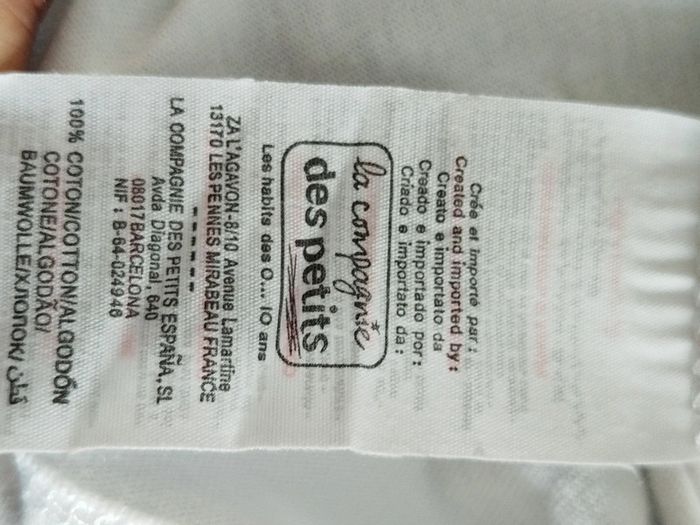 Crée et importé par :
Created and imported by :
Creato e importato da
Creado e importado por :
Criado e importato da :
la compagnie
des petits
Les habits des 0... 10 ans
ZA L'AGAVON-8/10 Avenue Lamartine
13170 LES PENNES MIRABEAU FRANCE
------
LA COMPAGNIE DES PETITS ESPAÑA, SL
Avda Diagonal, 640
08017 BARCELONA
NIF : B-64-024946
100% COTON/COTTON/ALGODÓN
COTONE/ALGODÃO/
BAUMWOLLE/ХЛОПОК/ قطن